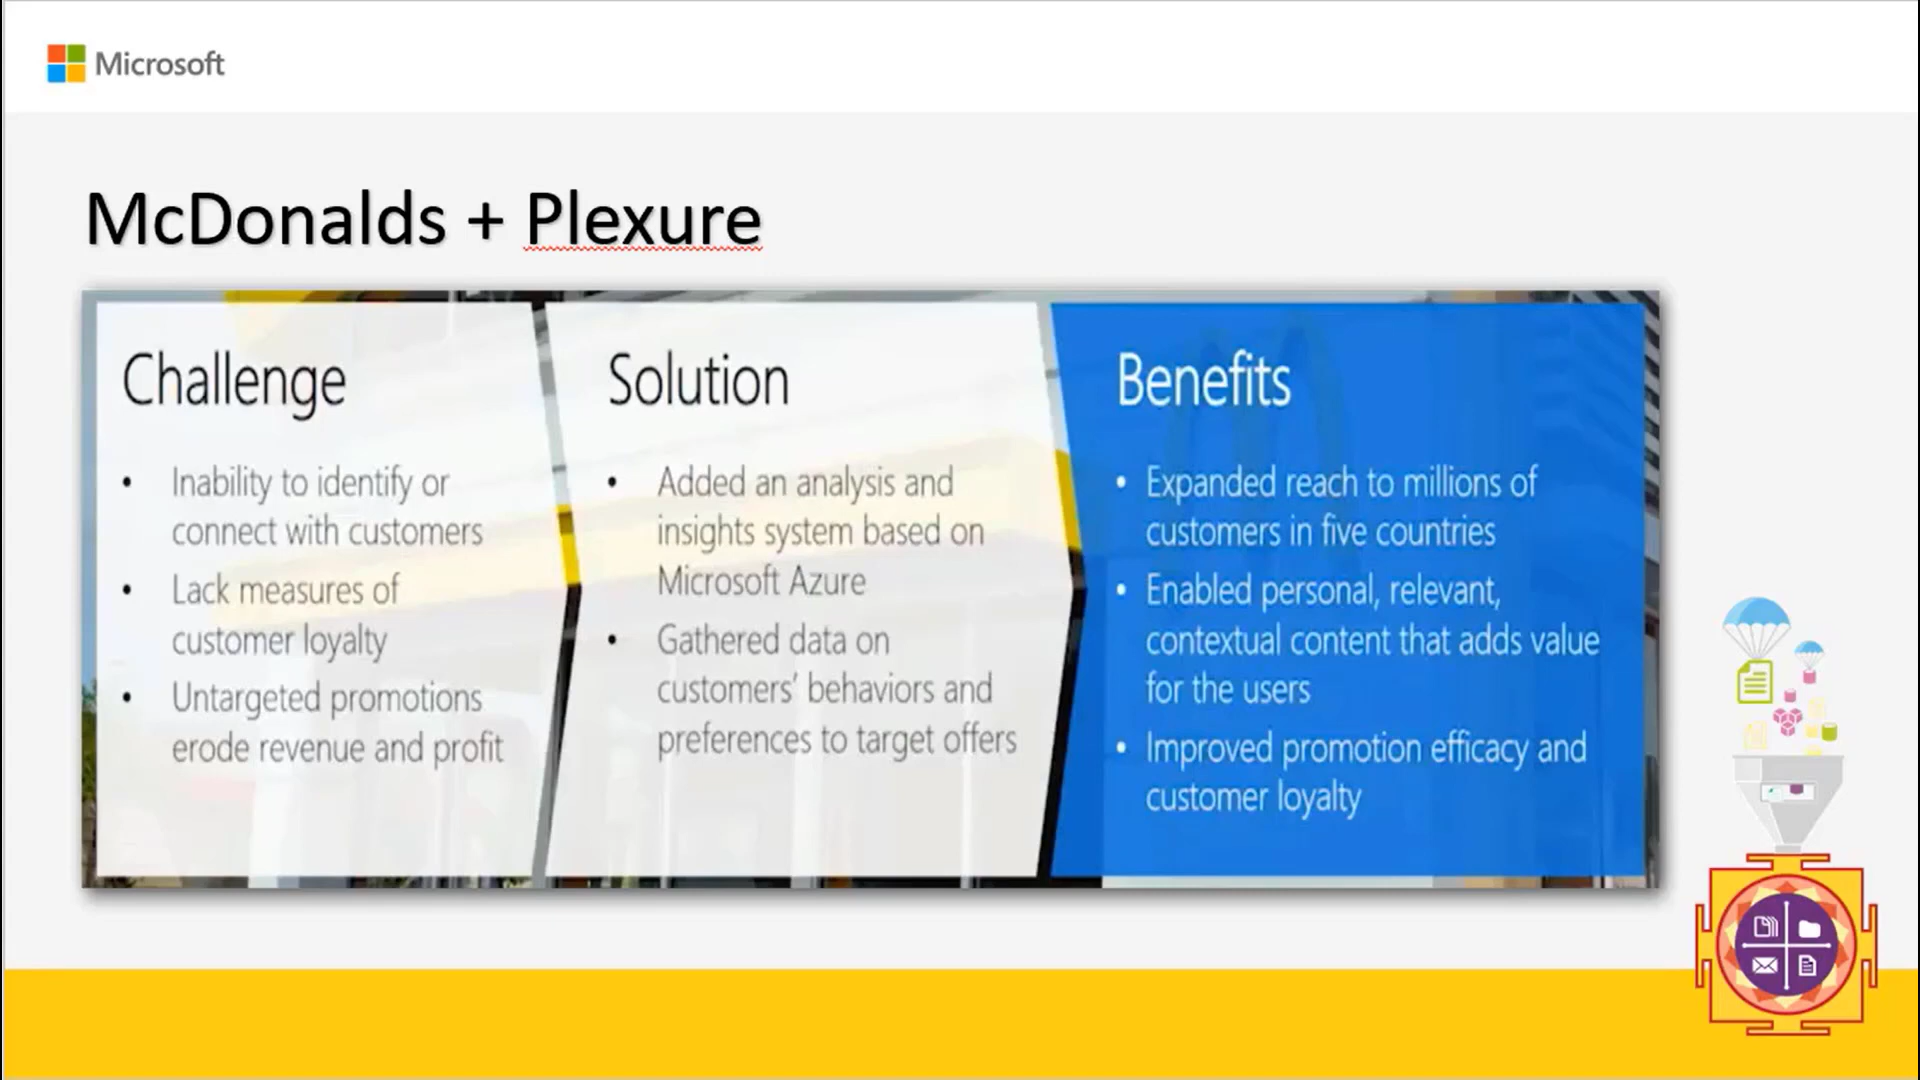 Microsoft
McDonalds + Plexure
Challenge
• Inability to identify or
connect with customers
• Lack measures of
customer loyalty
• Untargeted promotions
erode revenue and profit
Solution
• Added an analysis and
insights system based on
Microsoft Azure
• Gathered data on
customers’ behaviors and
preferences to target offers
Benefits
• Expanded reach to millions of
customers in five countries
• Enabled personal, relevant,
contextual content that adds value
for the users
• Improved promotion efficacy and
customer loyalty